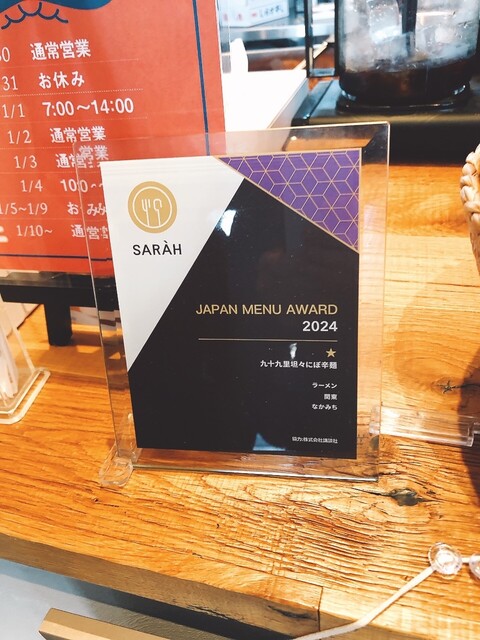 30 通常営業
31 お休み
1/1 7:00~14:00
1/2 通常営業
1/3 通常営業
1/4 10:0~
1/5~1/9 お休み
1/10~ 通常営
SARÀH
JAPAN MENU AWARD
2024
★
九十九里坦々にぼ辛麺
ラーメン
関東
なかみち
協力:株式会社講談社